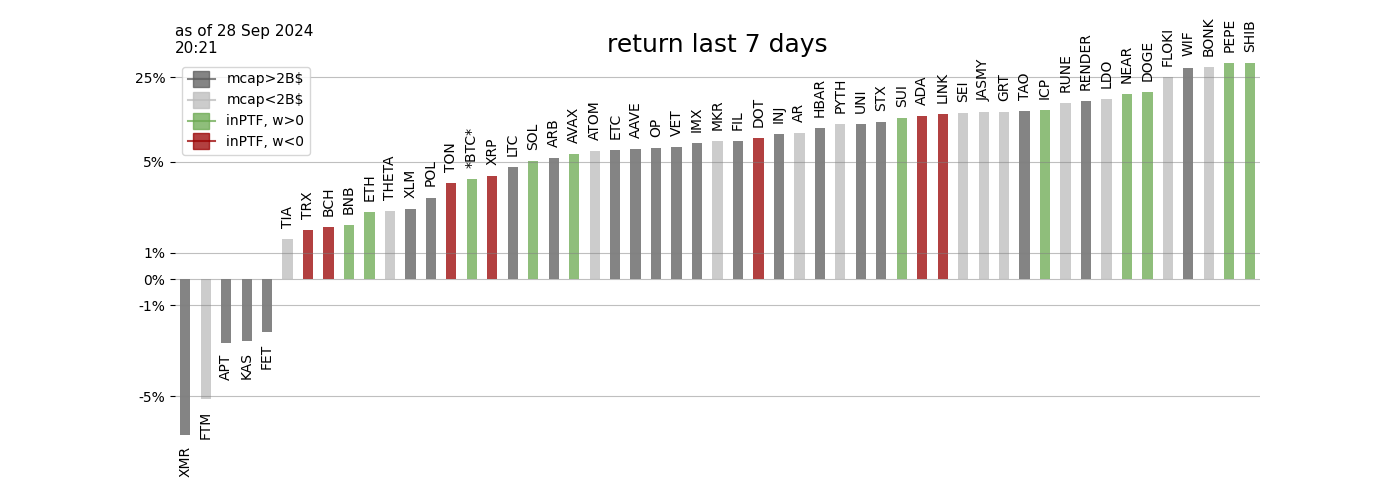 as of 28 Sep 2024
20:21
return last 7 days
mcap>2B$
mcap<2B$
inPTF, w>0
inPTF, w<0
25%
5%
1%
0%
-1%
-5%
XMR
FTM
APT
KAS
FET
TIA
TRX
BCH
BNB
ETH
THETA
XLM
POL
TON
*BTC*
XRP
LTC
SOL
ARB
AVAX
ATOM
ETC
AAVE
OP
VET
IMX
MKR
FIL
DOT
INJ
AR
HBAR
PYTH
UNI
STX
SUI
ADA
LINK
SEI
JASMY
GRT
TAO
ICP
RUNE
RENDER
LDO
NEAR
DOGE
FLOKI
WIF
BONK
PEPE
SHIB